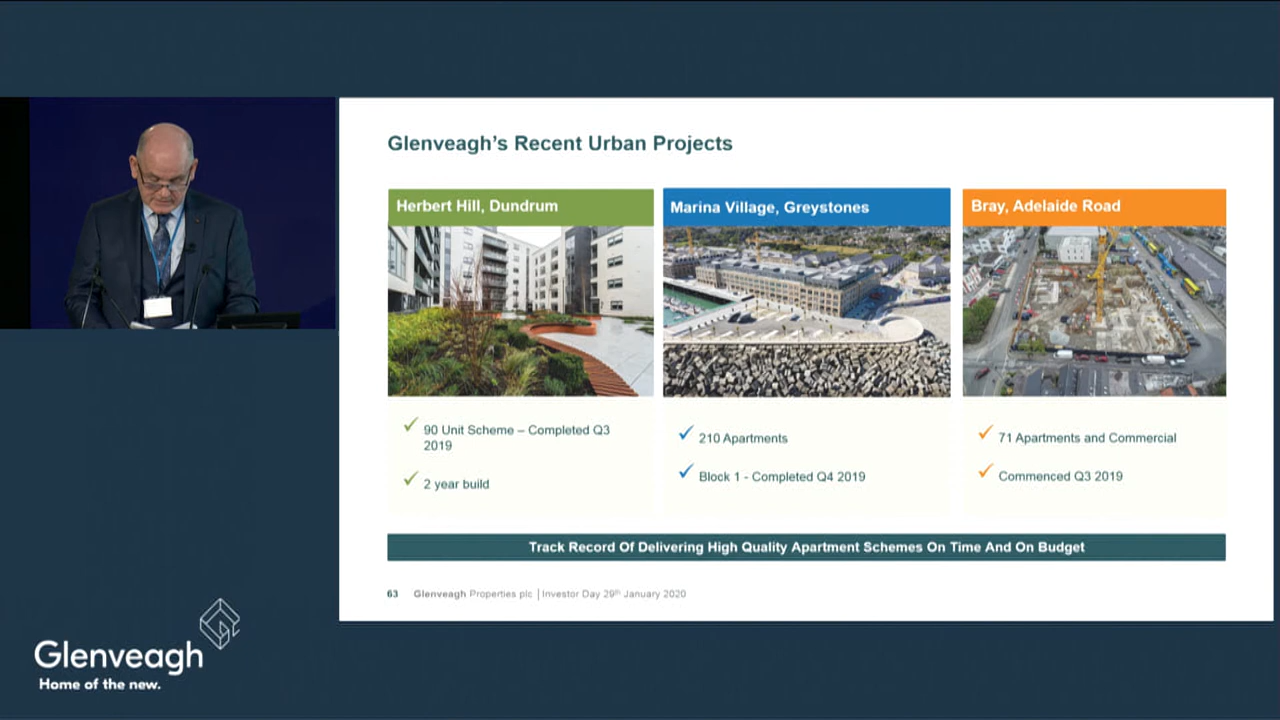 Glenveagh's Recent Urban Projects
Herbert Hill, Dundrum
90 Unit Scheme – Completed Q3
2019
2 year build
Marina Village, Greystones
210 Apartments
Block 1 - Completed Q4 2019
Bray, Adelaide Road
71 Apartments and Commercial
Commenced Q3 2019
Track Record Of Delivering High Quality Apartment Schemes On Time And On Budget
63 Glenveagh Properties plc | Investor Day 29th January 2020
Glenveagh
Home of the new.